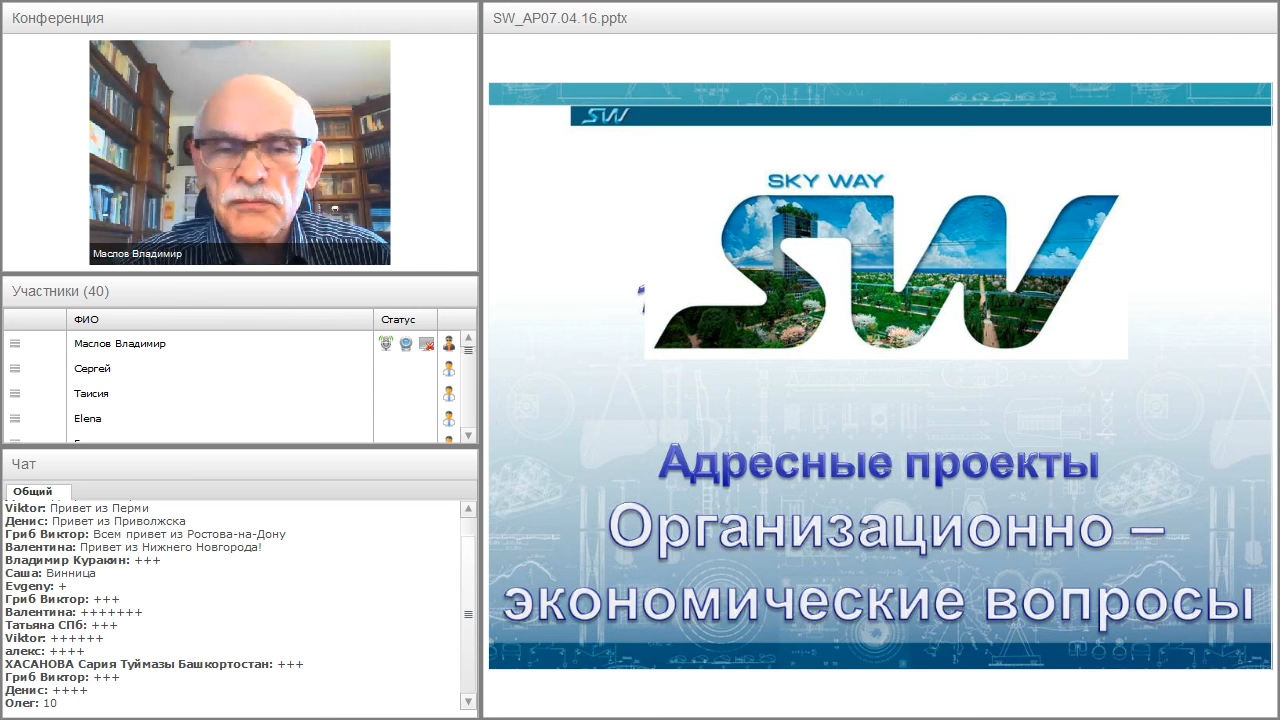 Конференция
Маслов Владимир
Участники (40)
ФИО
Статус
Маслов Владимир
Сергей
Таисия
Elena
Чат
Общий
Viktor: Привет из Перми
Денис: Привет из Приволжска
Гриб Виктор: Всем привет из Ростова-на-Дону
Валентина: Привет из Нижнего Новгорода!
Владимир Куракин: +++
Саша: Винница
Evgeny: +
Гриб Виктор: +++
Валентина: +++++++
Татьяна СПб: +++
Viktor: ++++++
алекс: ++++
ХАСАПОВА Сария Туймазы Башкортостан: +++
Гриб Виктор: +++
Денис: ++++
Олег: 10
SW_AP07.04.16.pptx
SW
SKY WAY
SW
Адресные проекты
Организационно –
экономические вопросы